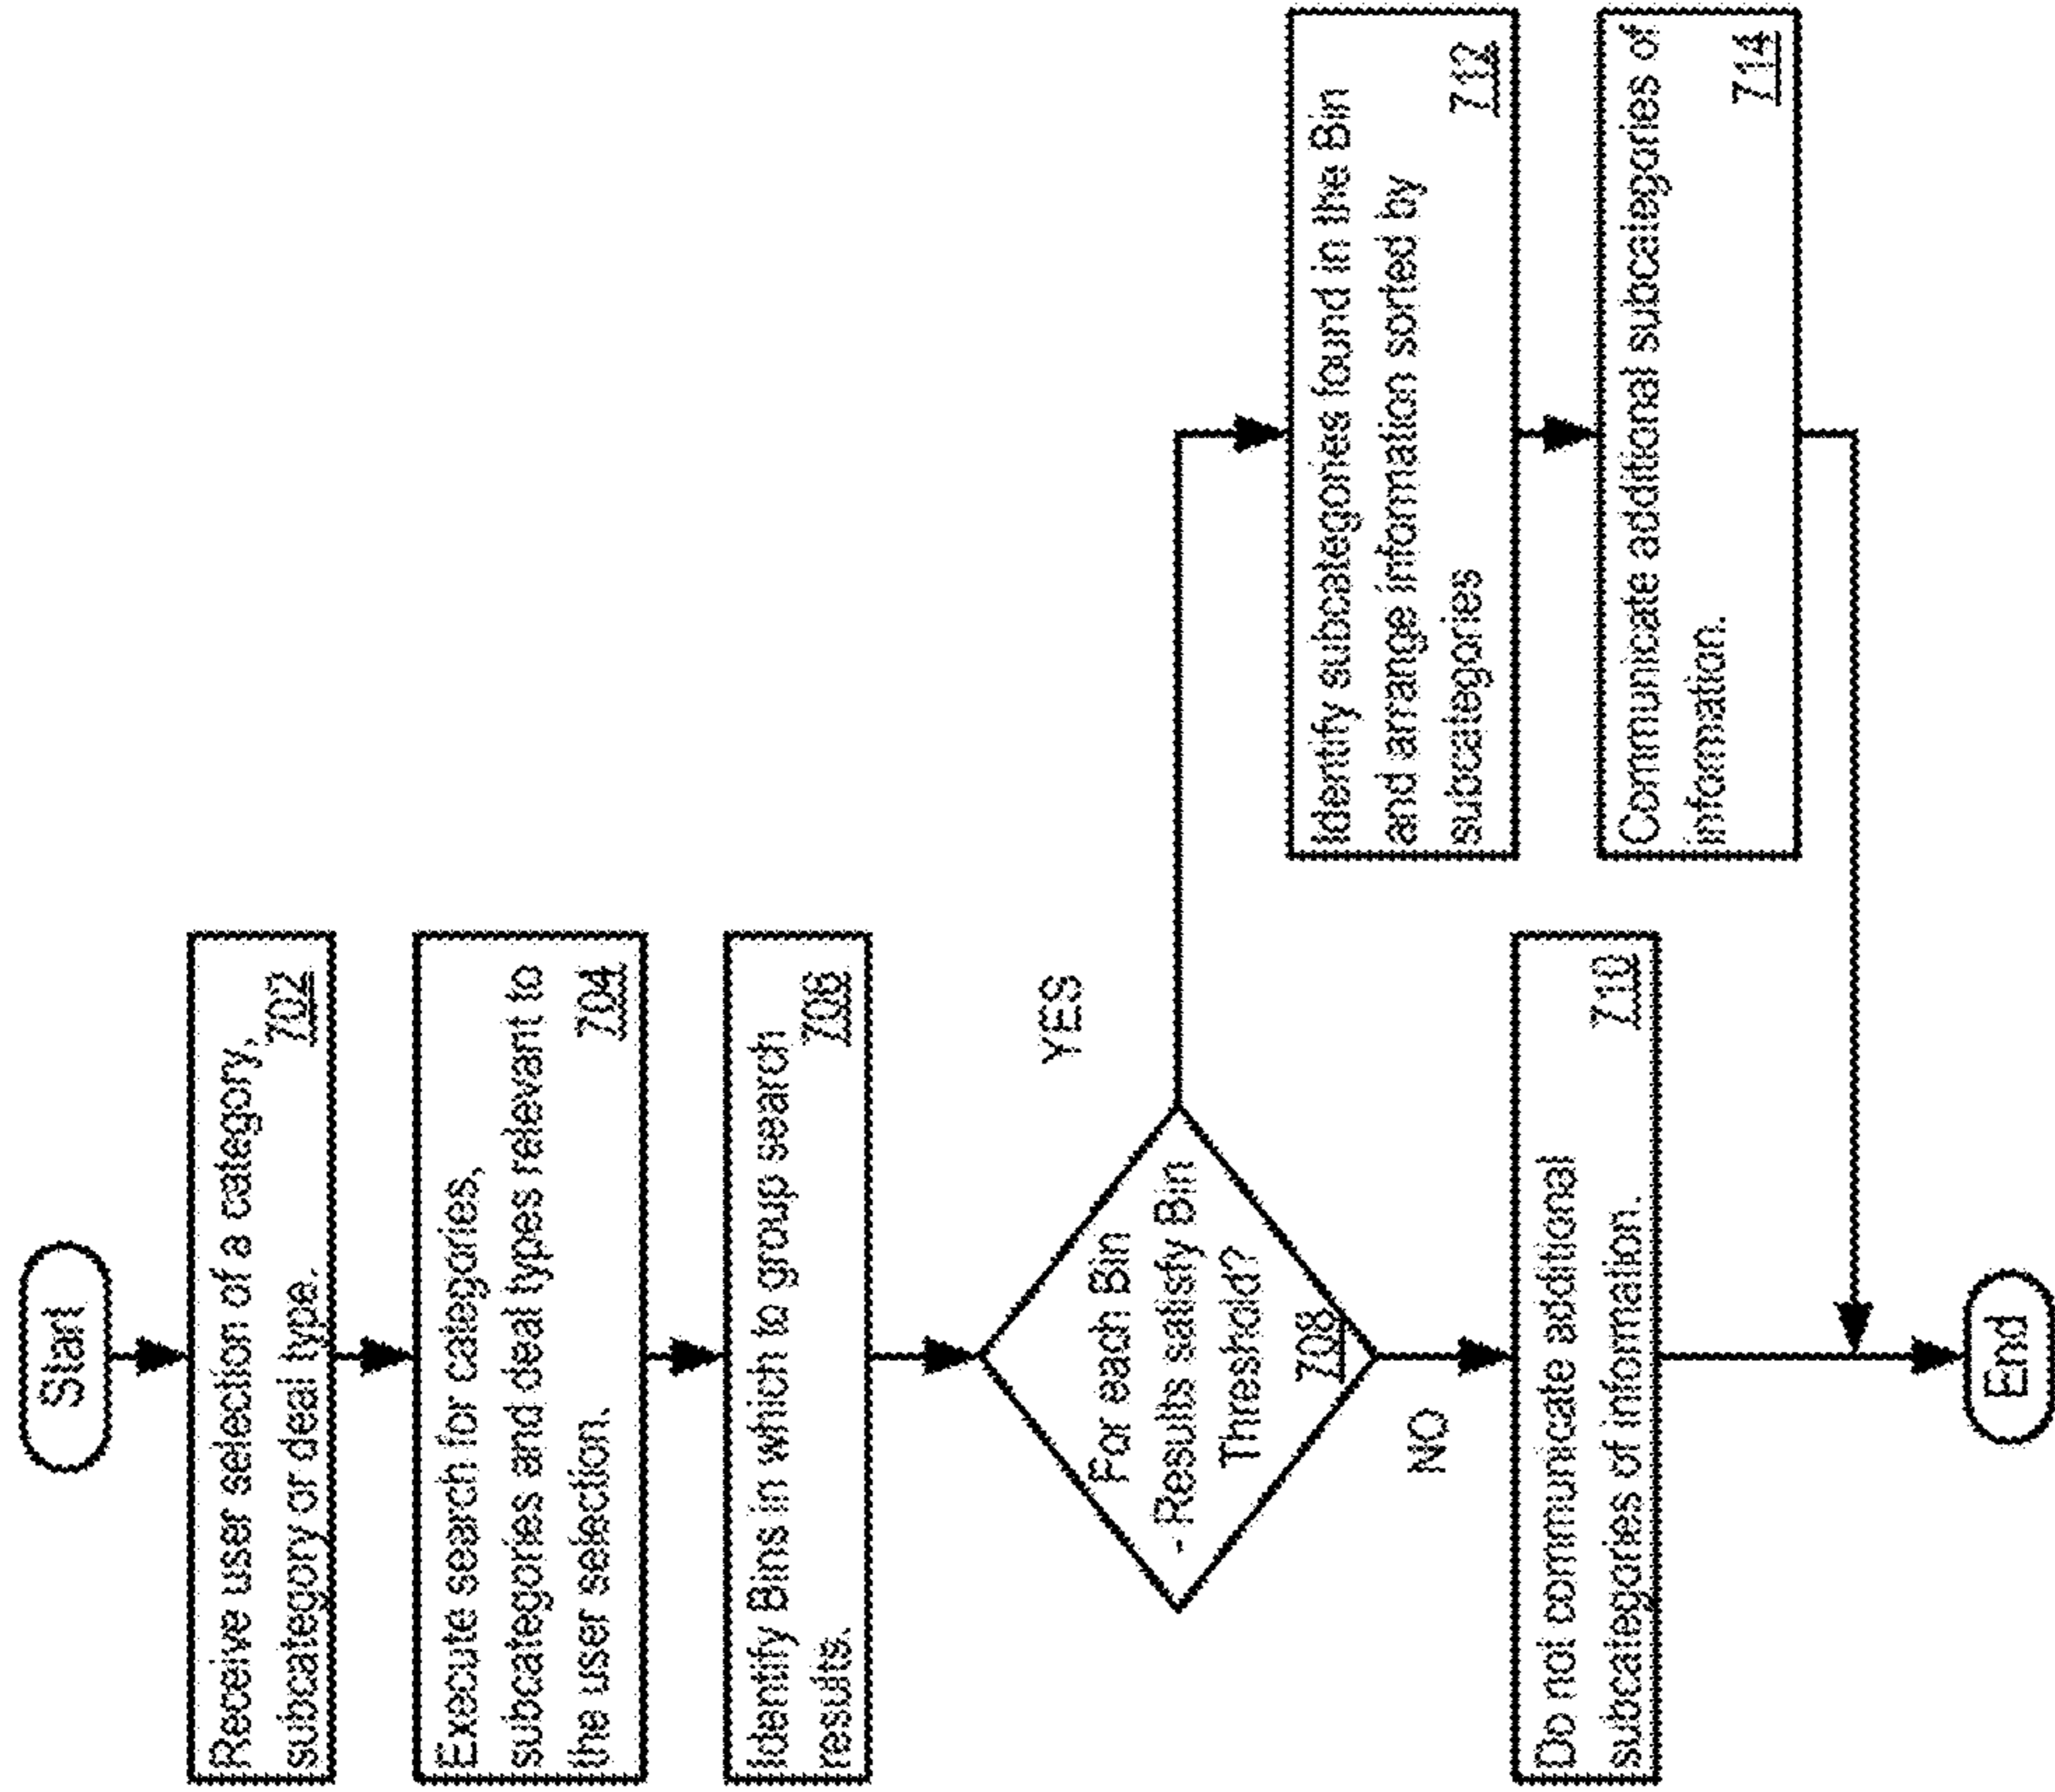 Start
Receive user selection of a category,
702
subcategory or deal type.
Execute search for categories,
subcategories and deal types relevant to
704
the user selection.
Identify Bins in which to group search
706
results.
For each Bin
- Results satisfy Bin
Threshold?
708
YES
NO
Do not communicate additional
710
subcategories of information.
Identify subcategories found in the Bin
and arrange information sorted by
712
subcategories
Communicate additional subcategories of
information.
714
End